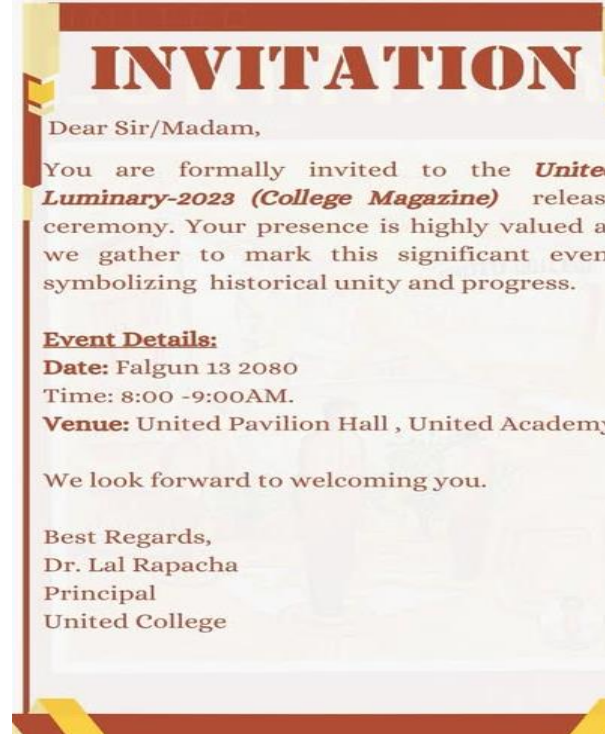 INVITATION
Dear Sir/Madam,
You are formally invited to the United
Luminary-2023 (College Magazine) releas
ceremony. Your presence is highly valued a
we gather to mark this significant even
symbolizing historical unity and progress.
Event Details:
Date: Falgun 13 2080
Time: 8:00 -9:00AM.
Venue: United Pavilion Hall , United Academy
We look forward to welcoming you.
Best Regards,
Dr. Lal Rapacha
Principal
United College